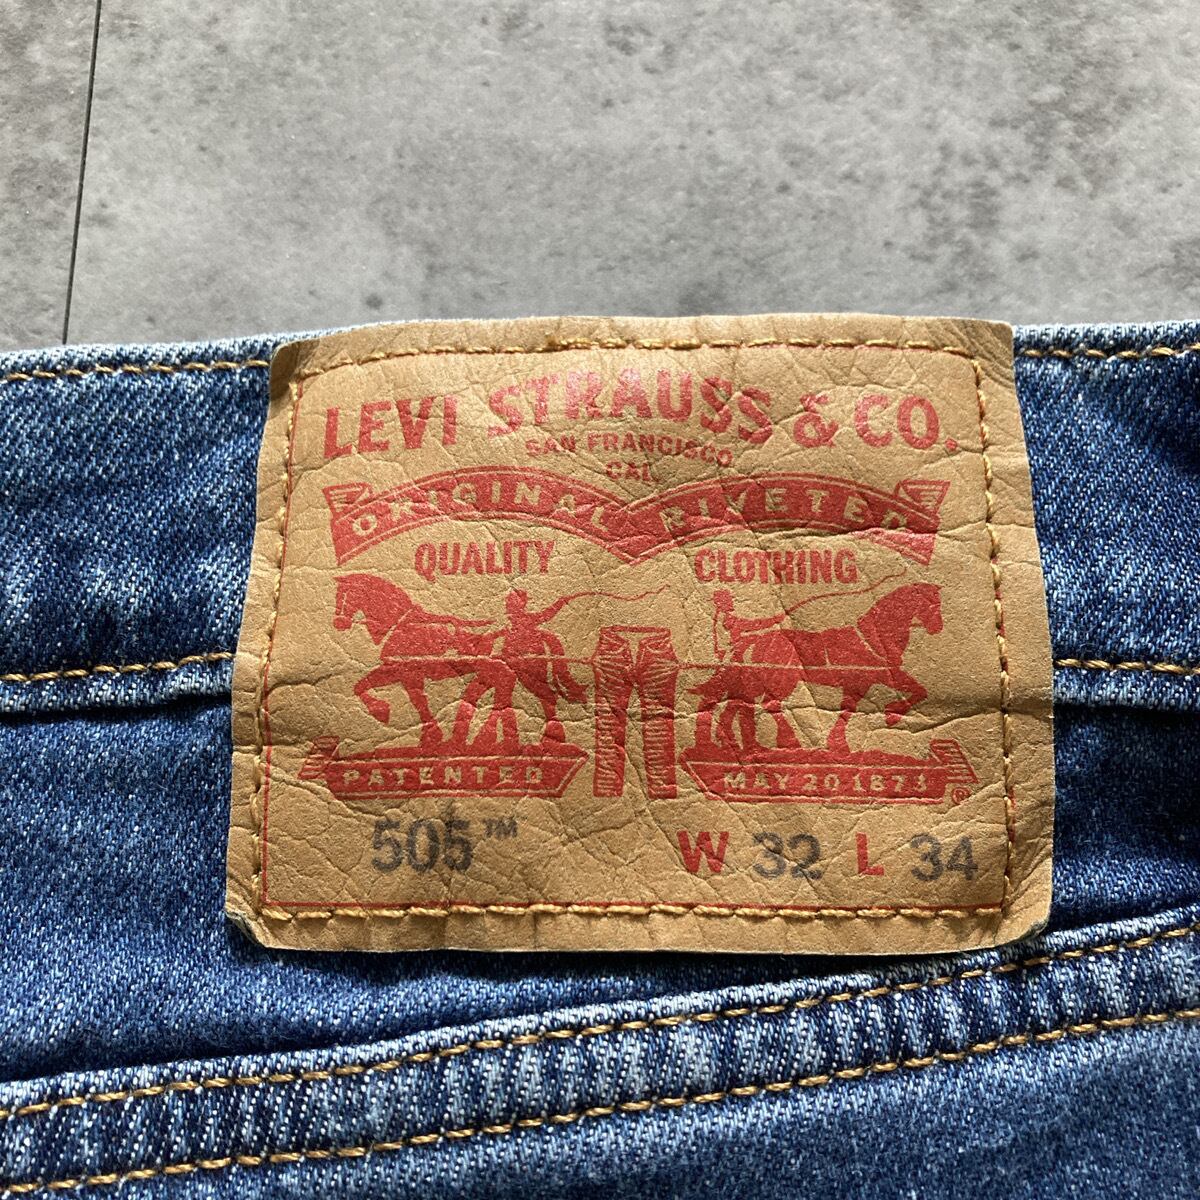 LEVI STRAUSS & CO.
SAN FRANCISCO
CAL.
ORIGINAL RIVETED
QUALITY CLOTHING
PATENTED MAY 20 1873 ®
505™ W 32 L 34